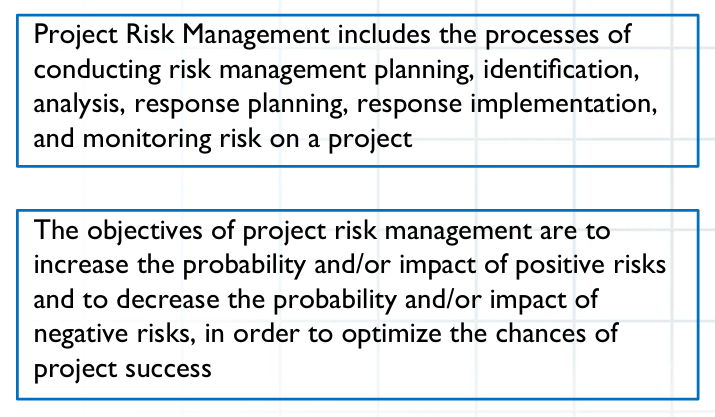 Project Risk Management includes the processes of
conducting risk management planning, identification,
analysis, response planning, response implementation,
and monitoring risk on a project
The objectives of project risk management are to
increase the probability and/or impact of positive risks
and to decrease the probability and/or impact of
negative risks, in order to optimize the chances of
project success